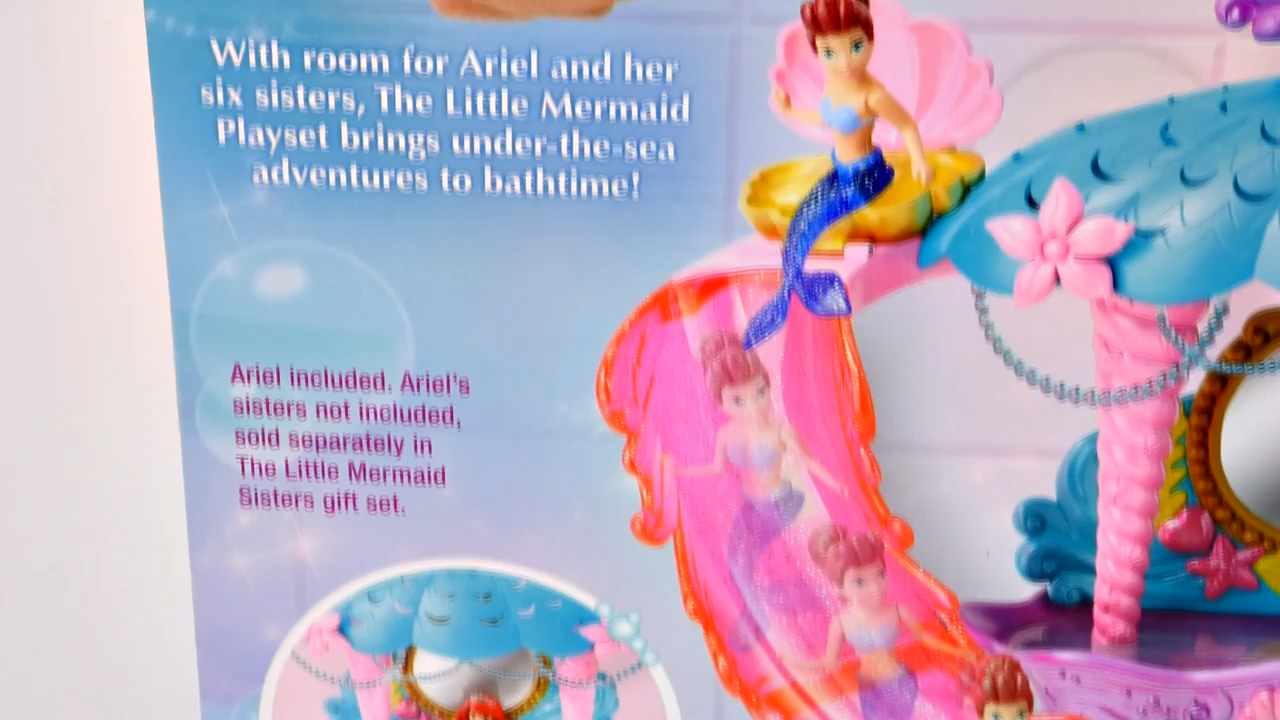 With room for Ariel and her
six sisters, The Little Mermaid
Playset brings under-the-sea
adventures to bathtime!
Ariel included. Ariel's
sisters not included,
sold separately in
The Little Mermaid
Sisters gift set.